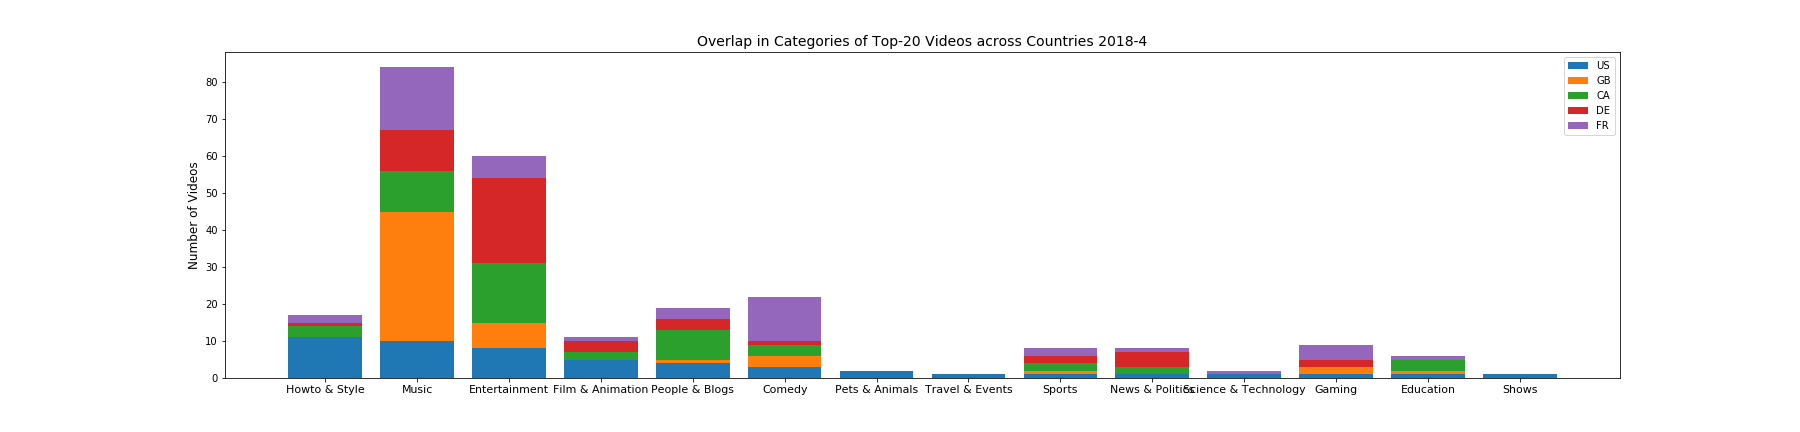 Overlap in Categories of Top-20 Videos across Countries 2018-4
US
GB
CA
DE
FR
Number of Videos
80
70
60
50
40
30
20
10
0
Howto & Style Music Entertainment Film & Animation People & Blogs Comedy Pets & Animals Travel & Events Sports News & Politics Science & Technology Gaming Education Shows